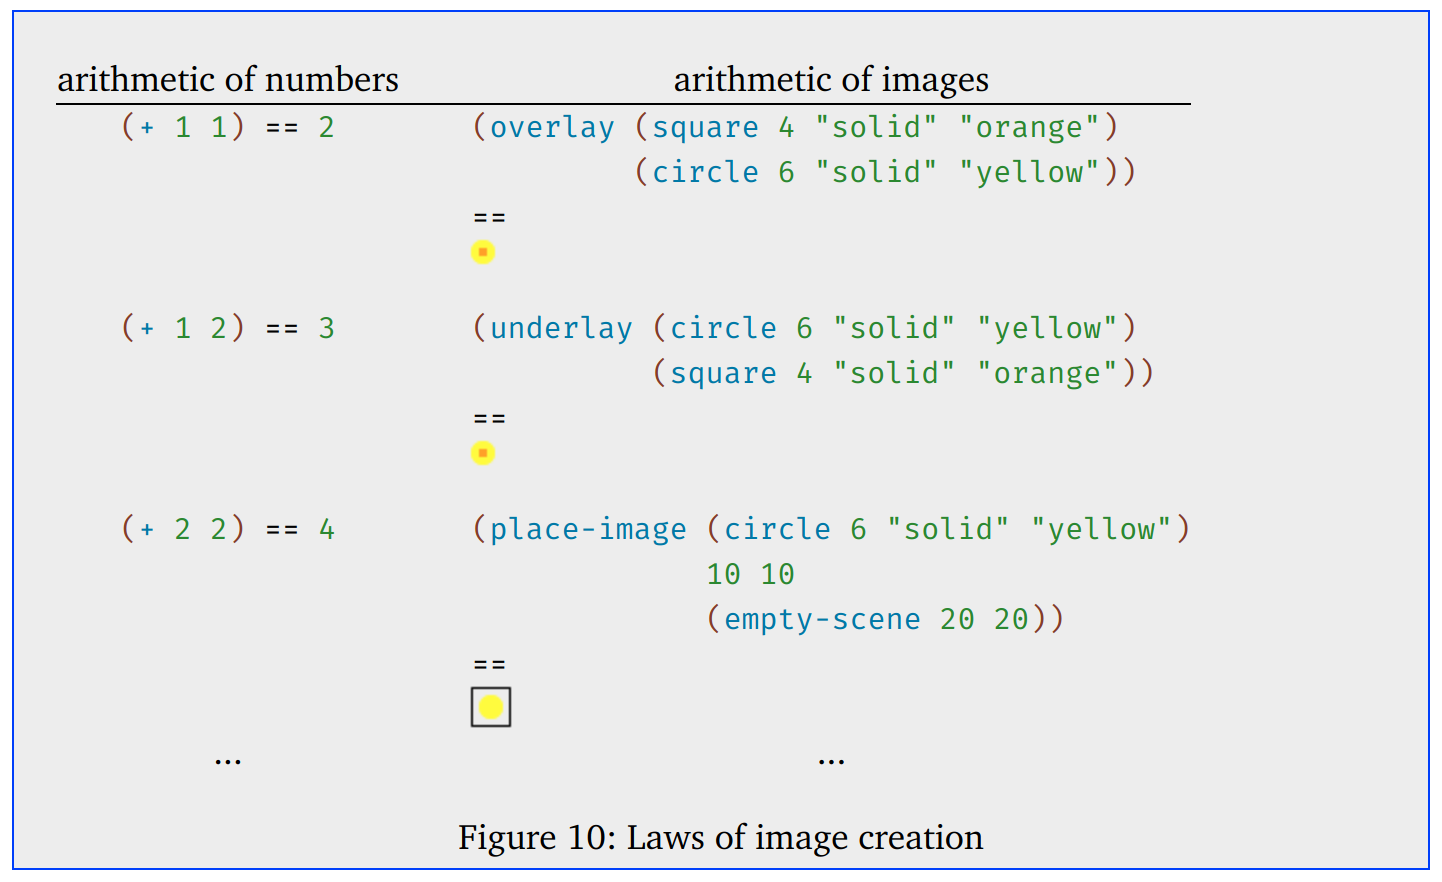 arithmetic of numbers arithmetic of images
(+ 1 1) == 2 (overlay (square 4 "solid" "orange")
(circle 6 "solid" "yellow"))
==
(+ 1 2) == 3 (underlay (circle 6 "solid" "yellow")
(square 4 "solid" "orange"))
==
(+ 2 2) == 4 (place-image (circle 6 "solid" "yellow")
10 10
(empty-scene 20 20))
==
... ...
Figure 10: Laws of image creation